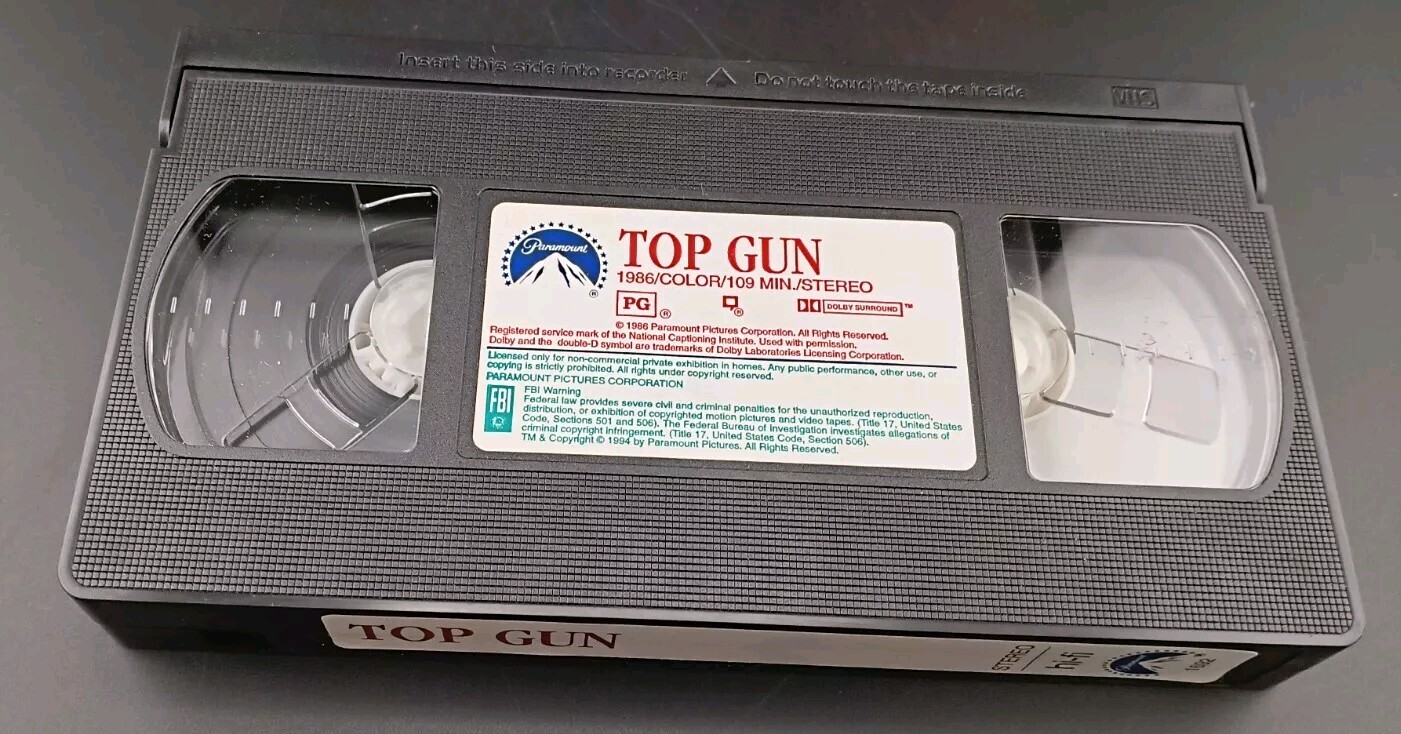 Insert this side into recorder △ Do not touch the tape inside
VHS
Paramount
®
TOP GUN
1986/COLOR/109 MIN./STEREO
PG ® ® DOLBY SURROUND ™
© 1986 Paramount Pictures Corporation. All Rights Reserved.
Registered service mark of the National Captioning Institute. Used with permission.
Dolby and the double-D symbol are trademarks of Dolby Laboratories Licensing Corporation.
Licensed only for non-commercial private exhibition in homes. Any public performance, other use, or
copying is strictly prohibited. All rights under copyright reserved.
PARAMOUNT PICTURES CORPORATION
FBI
FBI Warning
Federal law provides severe civil and criminal penalties for the unauthorized reproduction,
distribution, or exhibition of copyrighted motion pictures and video tapes. (Title 17, United States
Code, Sections 501 and 506). The Federal Bureau of Investigation investigates allegations of
criminal copyright infringement. (Title 17, United States Code, Section 506).
TM & Copyright © 1994 by Paramount Pictures. All Rights Reserved.
TOP GUN
STEREO
hi-fi
Paramount
1692